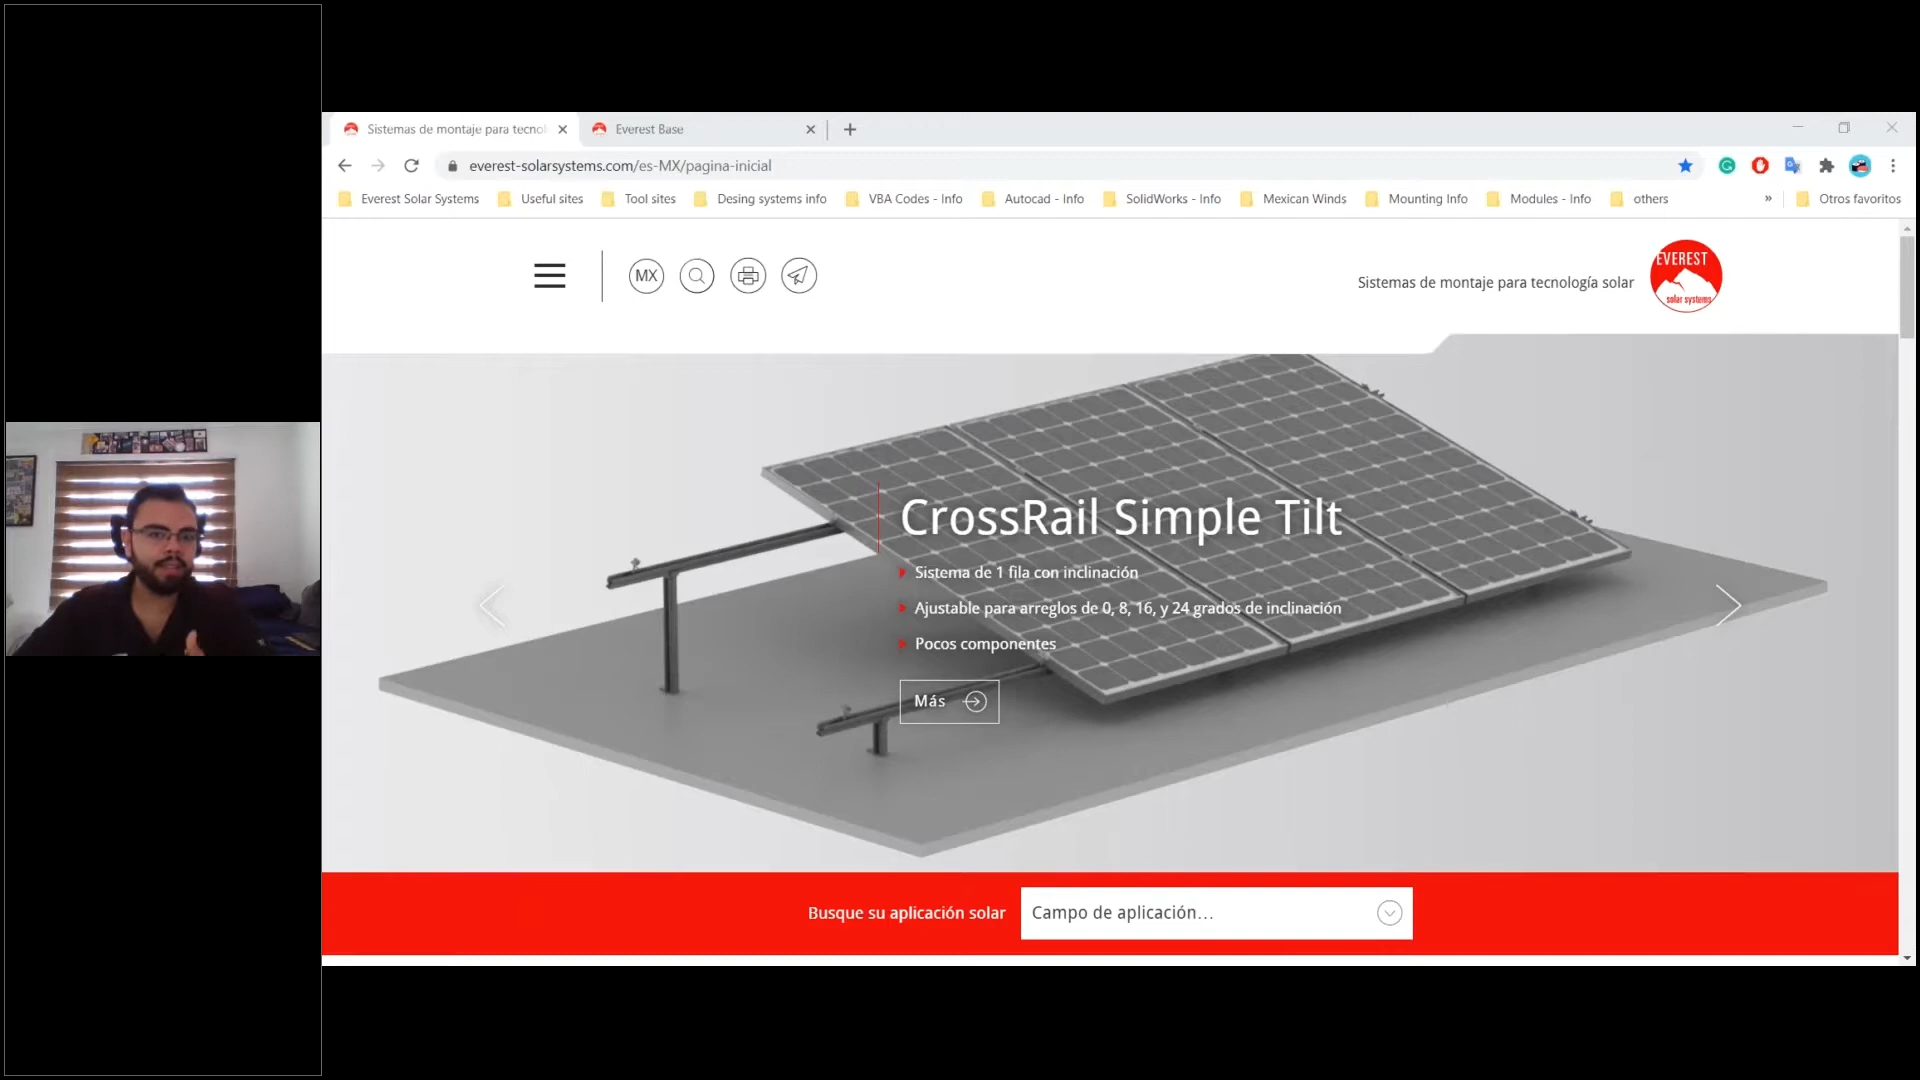 Sistemas de montaje para tecnol
Everest Base
everest-solarsystems.com/es-MX/pagina-inicial
Everest Solar Systems
Useful sites
Tool sites
Desing systems info
VBA Codes - Info
Autocad - Info
SolidWorks - Info
Mexican Winds
Mounting Info
Modules - Info
others
»
Otros favoritos
MX
Sistemas de montaje para tecnología solar
EVEREST
solar systems
CrossRail Simple Tilt
Sistema de 1 fila con inclinación
Ajustable para arreglos de 0, 8, 16, y 24 grados de inclinación
Pocos componentes
Más
Busque su aplicación solar
Campo de aplicación...